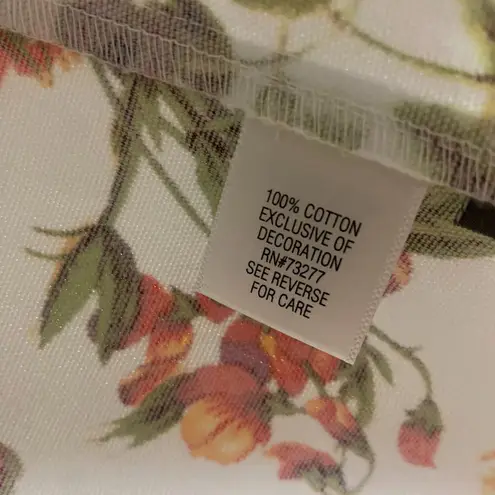 100% COTTON
EXCLUSIVE OF
DECORATION
RN#73277
SEE REVERSE
FOR CARE